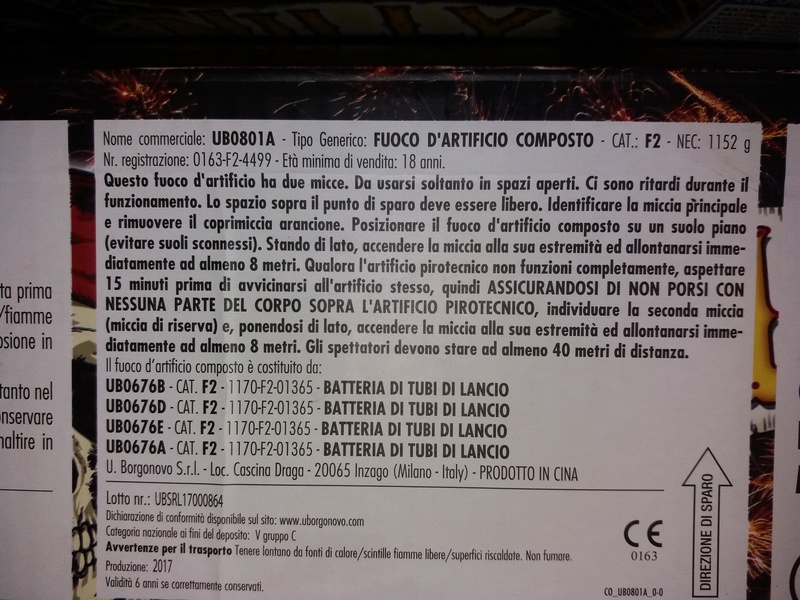 Nome commerciale: UB0801A - Tipo Generico: FUOCO D'ARTIFICIO COMPOSTO - CAT.: F2 - NEC: 1152 g
Nr. registrazione: 0163-F2-4499 - Età minima di vendita: 18 anni.
Questo fuoco d'artificio ha due micce. Da usarsi soltanto in spazi aperti. Ci sono ritardi durante il
funzionamento. Lo spazio sopra il punto di sparo deve essere libero. Identificare la miccia principale
e rimuovere il coprimiccia arancione. Posizionare il fuoco d'artificio composto su un suolo piano
(evitare suoli sconnessi). Stando di lato, accendere la miccia alla sua estremità ed allontanarsi imme-
diatamente ad almeno 8 metri. Qualora l'artificio pirotecnico non funzioni completamente, aspettare
15 minuti prima di avvicinarsi all'artificio stesso, quindi ASSICURANDOSI DI NON PORSI CON
NESSUNA PARTE DEL CORPO SOPRA L'ARTIFICIO PIROTECNICO, individuare la seconda miccia
(miccia di riserva) e, ponendosi di lato, accendere la miccia alla sua estremità ed allontanarsi imme-
diatamente ad almeno 8 metri. Gli spettatori devono stare ad almeno 40 metri di distanza.
Il fuoco d'artificio composto è costituito da:
UB0676B - CAT. F2 - 1170-F2-01365 - BATTERIA DI TUBI DI LANCIO
UB0676D - CAT. F2 - 1170-F2-01365 - BATTERIA DI TUBI DI LANCIO
UB0676E - CAT. F2 - 1170-F2-01365 - BATTERIA DI TUBI DI LANCIO
UB0676A - CAT. F2 - 1170-F2-01365 - BATTERIA DI TUBI DI LANCIO
U. Borgonovo S.r.l. - Loc. Cascina Draga - 20065 Inzago (Milano - Italy) - PRODOTTO IN CINA
Lotto nr.: UBSRL17000864
Dichiarazione di conformità disponibile sul sito: www.uborgonovo.com
Categoria nazionale ai fini del deposito: V gruppo C
Avvertenze per il trasporto Tenere lontano da fonti di calore/scintille fiamme libere/superfici riscaldate. Non fumare.
Produzione: 2017
Validità 6 anni se correttamente conservati.
CE
0163
CO_UB0801A_0-0
DIREZIONE DI SPARO
ta prima
/fiamme
osione in
tanto nel
onservare
naltire in